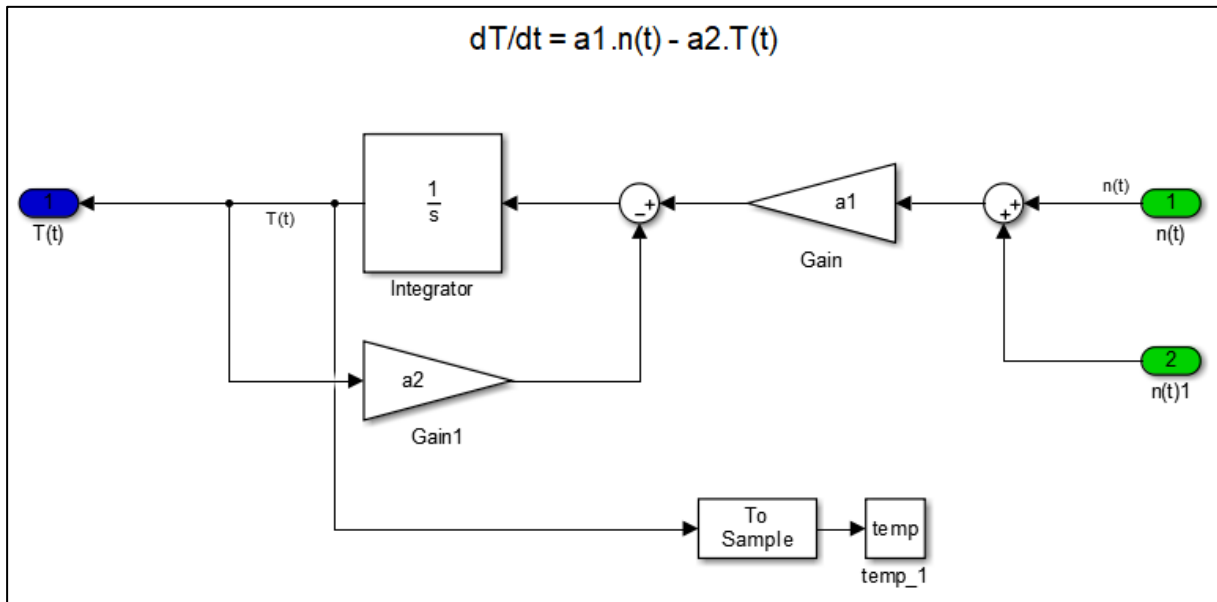 dT/dt = a1.n(t) - a2.T(t)
1
T(t)
T(t)
1
s
Integrator
− +
a1
Gain
+
+
n(t)
1
n(t)
a2
Gain1
2
n(t)1
To
Sample
temp
temp_1